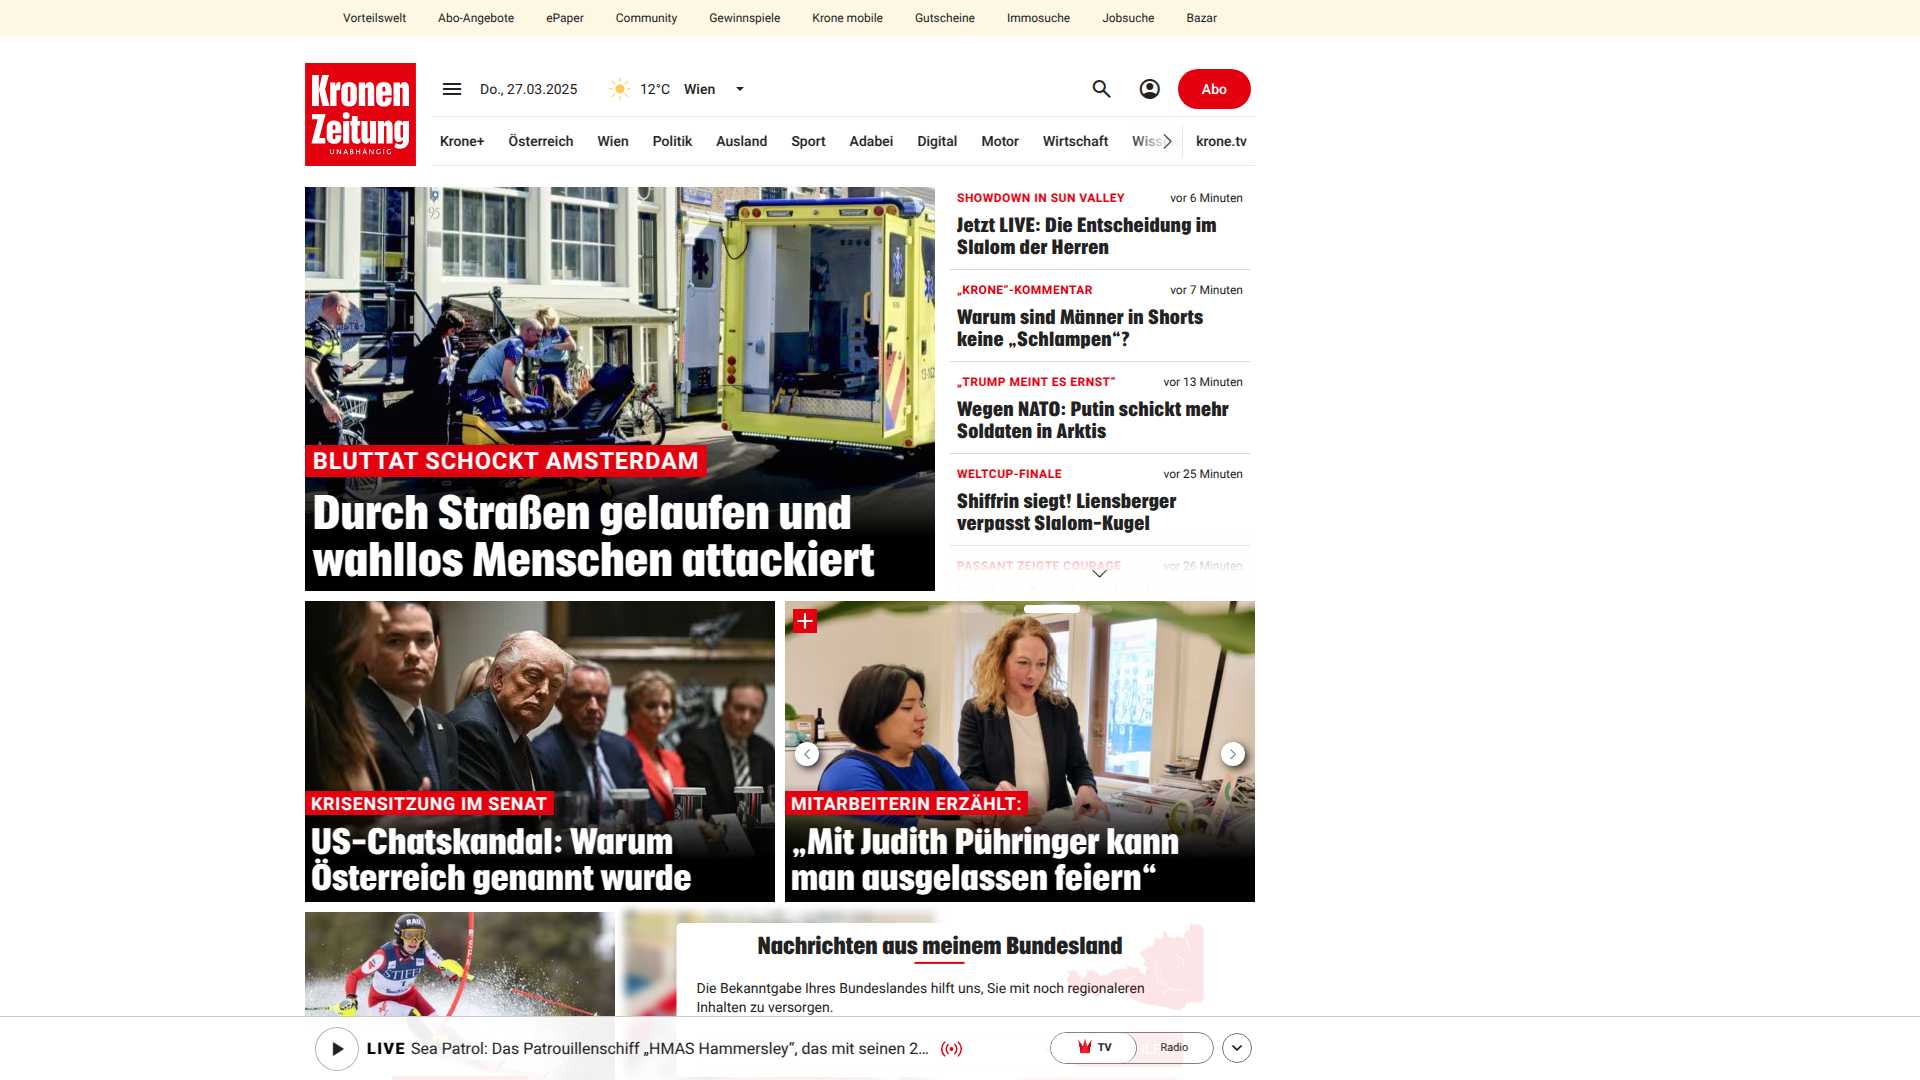 Vorteilswelt Abo-Angebote ePaper Community Gewinnspiele Krone mobile Gutscheine Immosuche Jobsuche Bazar
Kronen
Zeitung
UNABHÄNGIG
Do., 27.03.2025 12°C Wien
Abo
Krone+ Österreich Wien Politik Ausland Sport Adabei Digital Motor Wirtschaft Wiss krone.tv
BLUTTAT SCHOCKT AMSTERDAM
Durch Straßen gelaufen und
wahllos Menschen attackiert
SHOWDOWN IN SUN VALLEY vor 6 Minuten
Jetzt LIVE: Die Entscheidung im
Slalom der Herren
„KRONE“-KOMMENTAR vor 7 Minuten
Warum sind Männer in Shorts
keine „Schlampen“?
„TRUMP MEINT ES ERNST“ vor 13 Minuten
Wegen NATO: Putin schickt mehr
Soldaten in Arktis
WELTCUP-FINALE vor 25 Minuten
Shiffrin siegt! Liensberger
verpasst Slalom-Kugel
PASSANT ZEIGTE COURAGE vor 26 Minuten
KRISENSITZUNG IM SENAT
US-Chatskandal: Warum
Österreich genannt wurde
MITARBEITERIN ERZÄHLT:
„Mit Judith Pühringer kann
man ausgelassen feiern“
Nachrichten aus meinem Bundesland
Die Bekanntgabe Ihres Bundeslandes hilft uns, Sie mit noch regionaleren
Inhalten zu versorgen.
LIVE Sea Patrol: Das Patrouillenschiff „HMAS Hammersley“, das mit seinen 2...
TV Radio